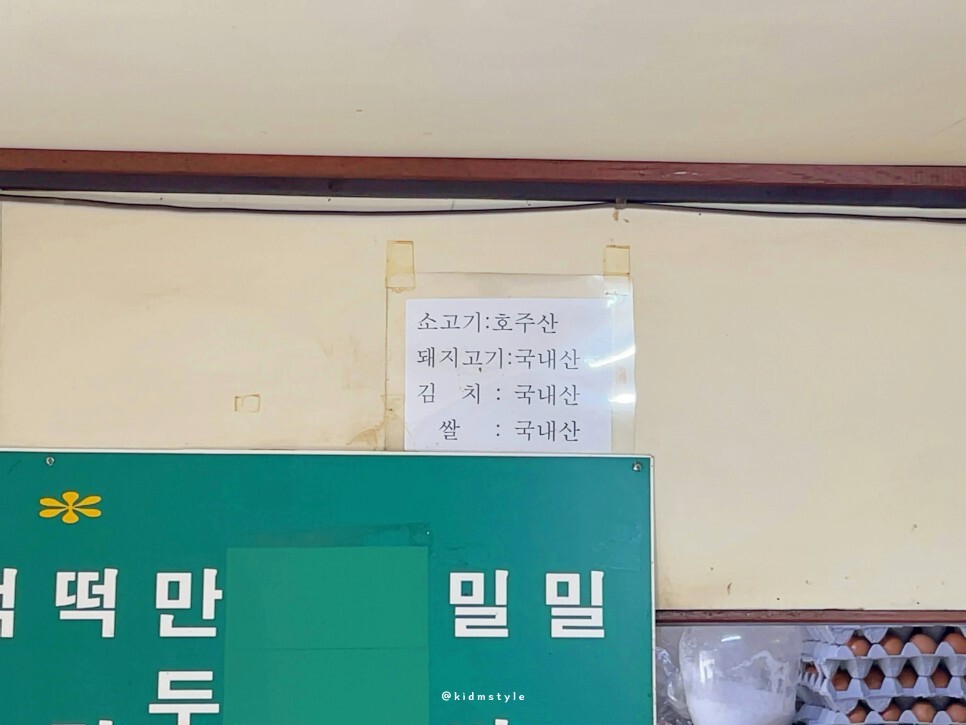 소고기:호주산
돼지고기:국내산
김 치 : 국내산
쌀 : 국내산
떡 만 밀 밀
두
@kidmstyle